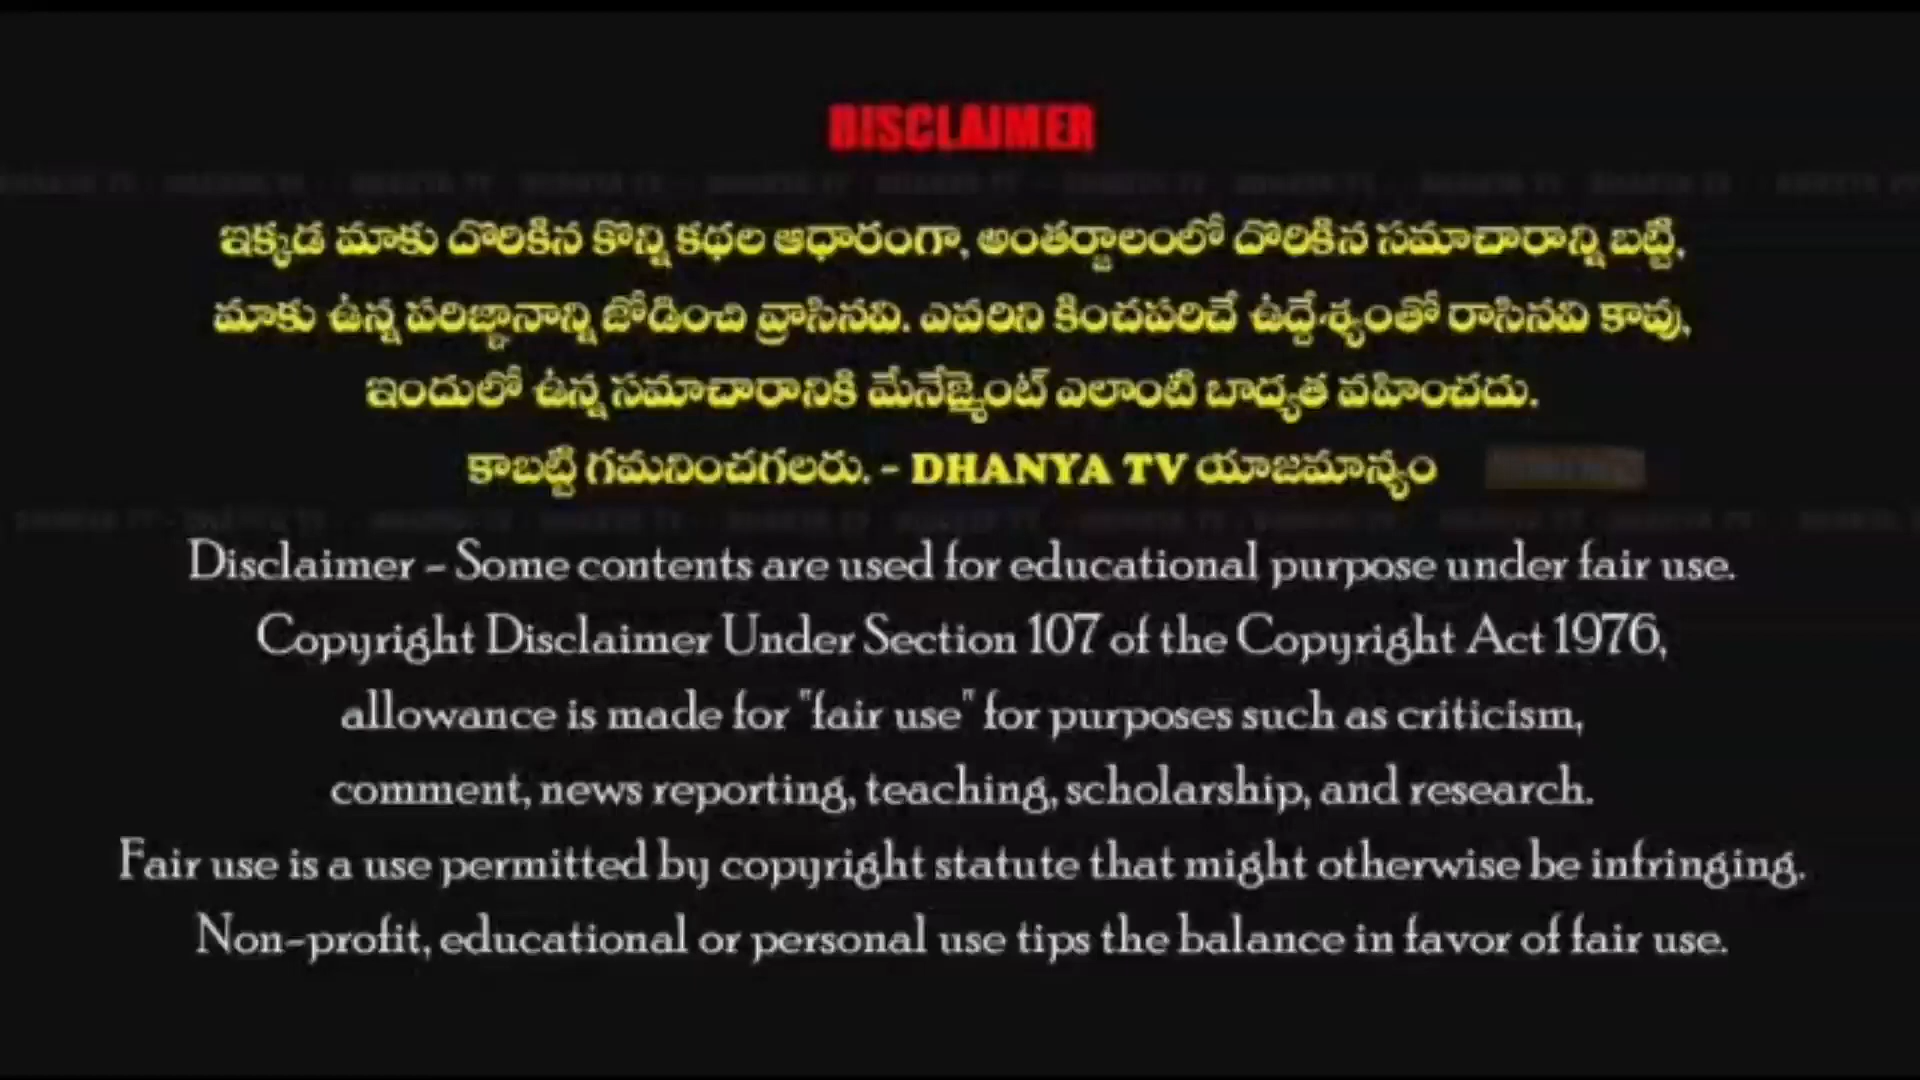 DISCLAIMER
ఇక్కడ మాకు దొరికిన కొన్ని కథల ఆధారంగా, అంతర్జాలంలో దొరికిన సమాచారాన్ని బట్టి,
మాకు ఉన్న పరిజ్ఞానాన్ని జోడించి వ్రాసినవి. ఎవరిని కించపరిచే ఉద్దేశ్యంతో రాసినవి కావు,
ఇందులో ఉన్న సమాచారానికి మేనేజ్మెంట్ ఎలాంటి బాద్యత వహించదు.
కాబట్టి గమనించగలరు. - DHANYA TV యాజమాన్యం
Disclaimer - Some contents are used for educational purpose under fair use.
Copyright Disclaimer Under Section 107 of the Copyright Act 1976,
allowance is made for "fair use" for purposes such as criticism,
comment, news reporting, teaching, scholarship, and research.
Fair use is a use permitted by copyright statute that might otherwise be infringing.
Non-profit, educational or personal use tips the balance in favor of fair use.